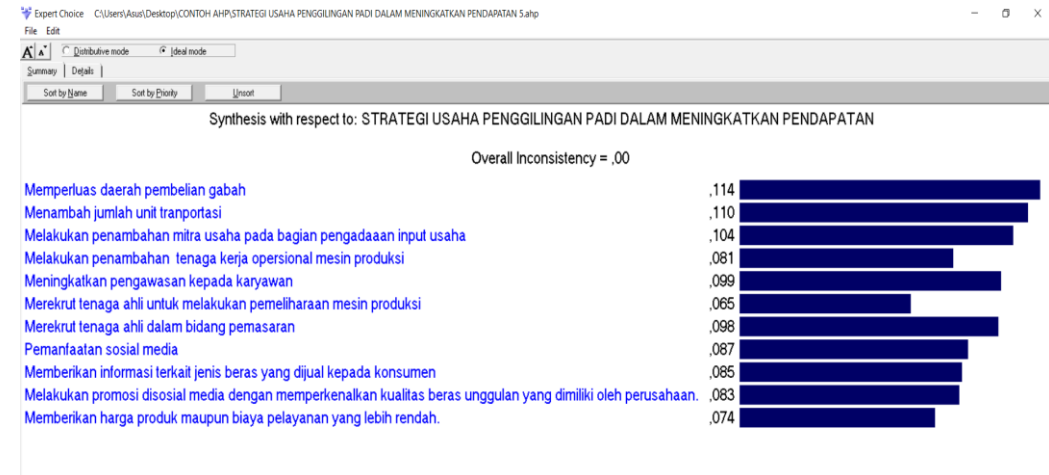 Expert Choice C:\Users\Asus\Desktop\CONTOH AHP\STRATEGI USAHA PENGGILINGAN PADI DALAM MENINGKATKAN PENDAPATAN 5.ahp
File Edit
A A Distributive mode Ideal mode
Summary Details
Sort by Name Sort by Priority Unsort
Synthesis with respect to: STRATEGI USAHA PENGGILINGAN PADI DALAM MENINGKATKAN PENDAPATAN
Overall Inconsistency = ,00
Memperluas daerah pembelian gabah ,114
Menambah jumlah unit tranportasi ,110
Melakukan penambahan mitra usaha pada bagian pengadaaan input usaha ,104
Melakukan penambahan tenaga kerja opersional mesin produksi ,081
Meningkatkan pengawasan kepada karyawan ,099
Merekrut tenaga ahli untuk melakukan pemeliharaan mesin produksi ,065
Merekrut tenaga ahli dalam bidang pemasaran ,098
Pemanfaatan sosial media ,087
Memberikan informasi terkait jenis beras yang dijual kepada konsumen ,085
Melakukan promosi disosial media dengan memperkenalkan kualitas beras unggulan yang dimiliki oleh perusahaan. ,083
Memberikan harga produk maupun biaya pelayanan yang lebih rendah. ,074